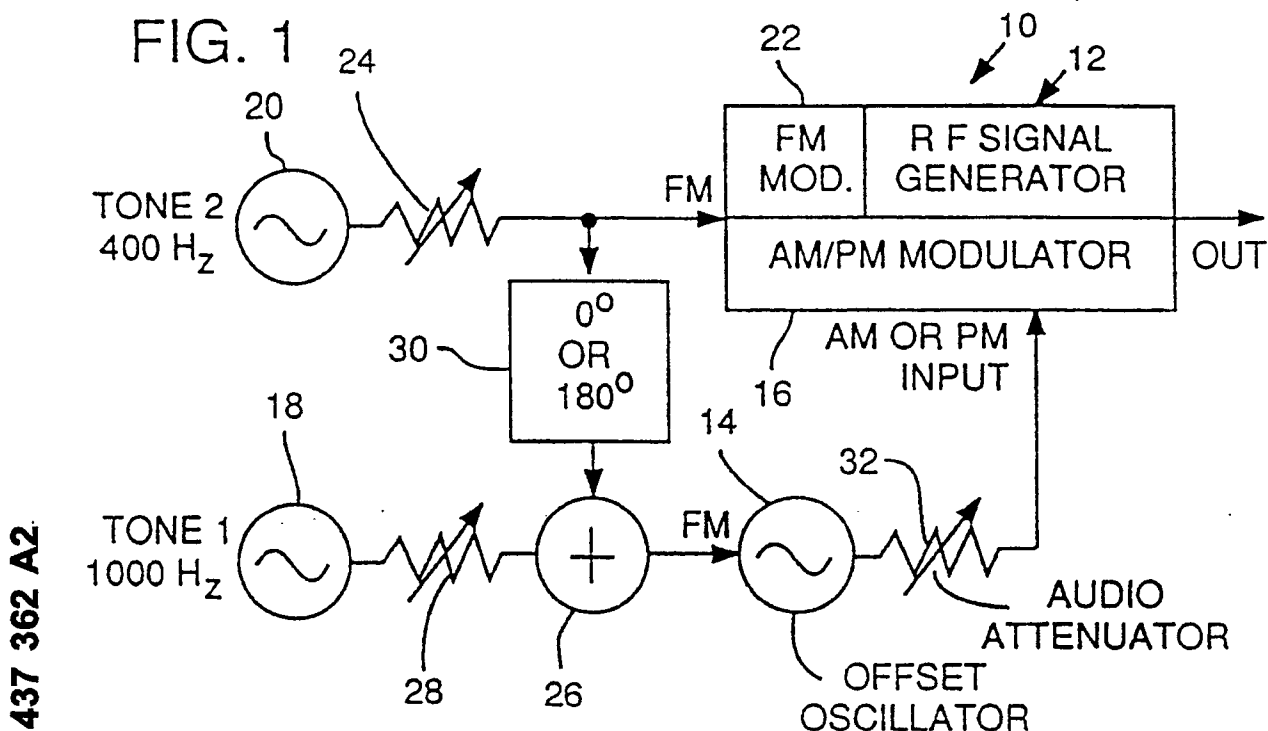 FIG. 1
10
12
22
24
20
FM
MOD.
R F SIGNAL
GENERATOR
TONE 2
400 Hz
FM
AM/PM MODULATOR
OUT
0°
OR
180°
30
16
AM OR PM
INPUT
18
14
32
TONE 1
1000 Hz
FM
28
26
AUDIO
ATTENUATOR
OFFSET
OSCILLATOR
437 362 A2